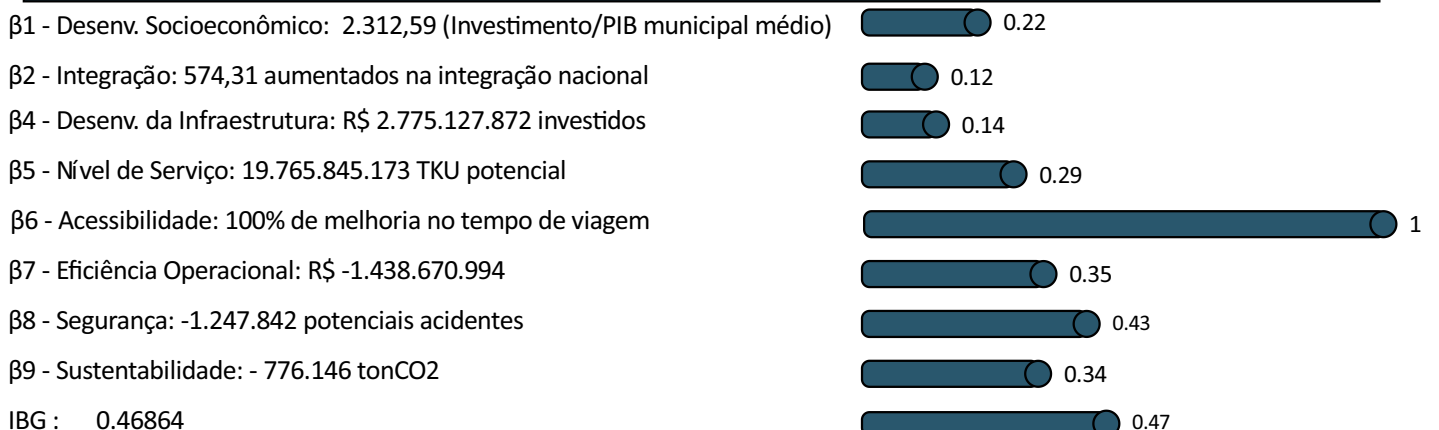 β1 - Desenv. Socioeconômico:  2.312,59 (Investimento/PIB municipal médio) 0.22
β2 - Integração: 574,31 aumentados na integração nacional 0.12
β4 - Desenv. da Infraestrutura: R$ 2.775.127.872 investidos 0.14
β5 - Nível de Serviço: 19.765.845.173 TKU potencial 0.29
β6 - Acessibilidade: 100% de melhoria no tempo de viagem 1
β7 - Eficiência Operacional: R$ -1.438.670.994 0.35
β8 - Segurança: -1.247.842 potenciais acidentes 0.43
β9 - Sustentabilidade: - 776.146 tonCO2 0.34
IBG :    0.46864 0.47